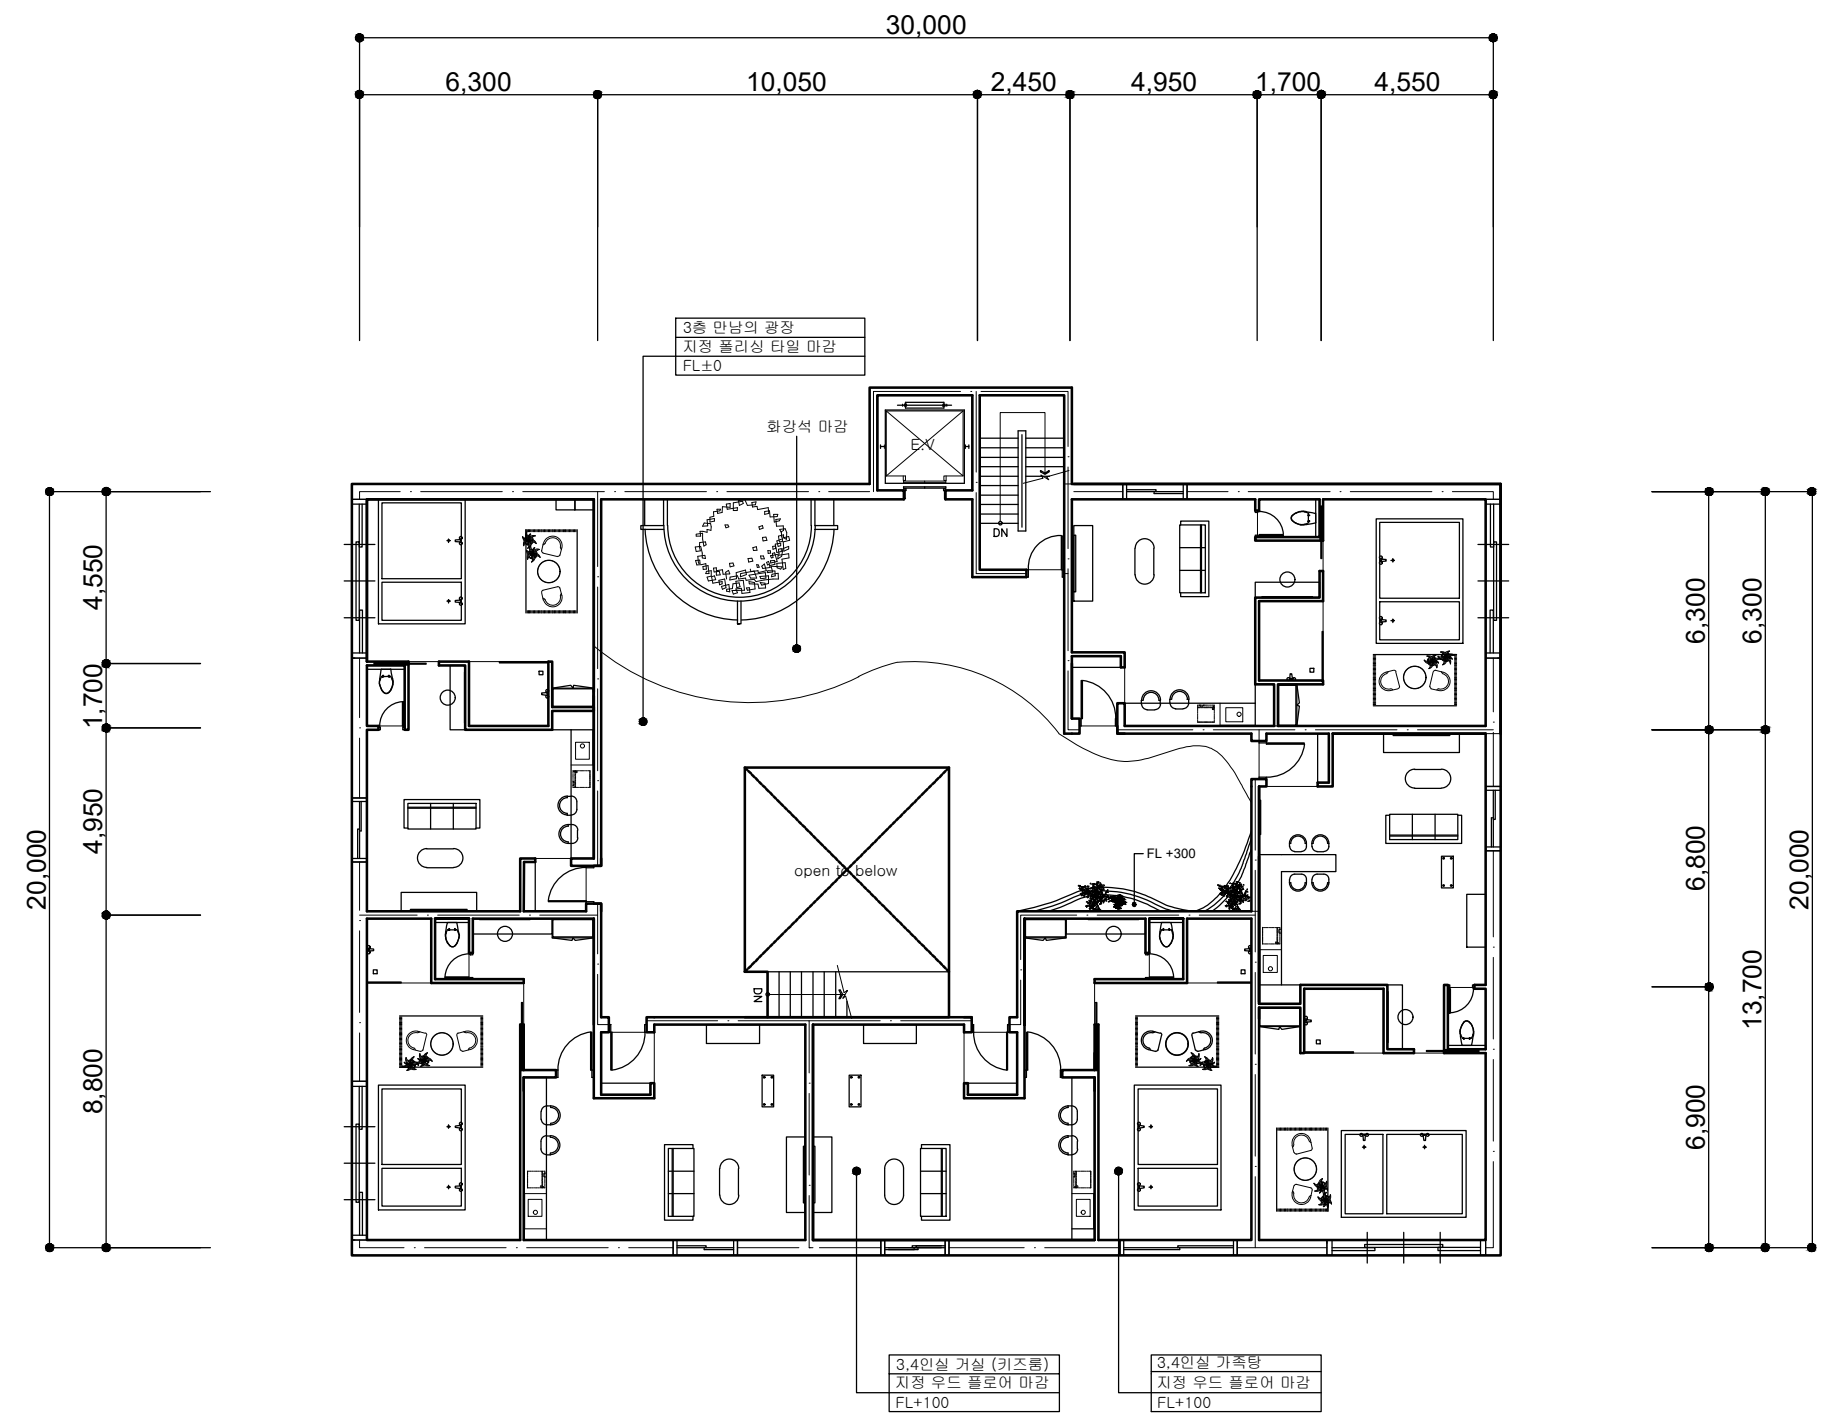 30,000
6,300
10,050
2,450
4,950
1,700
4,550
3층 만남의 광장
지정 폴리싱 타일 마감
FL±0
화강석 마감
E.V
DN
4,550
1,700
4,950
8,800
20,000
6,300
6,800
6,900
6,300
13,700
20,000
FL +300
open to below
DN
3,4인실 거실 (키즈룸)
지정 우드 플로어 마감
FL+100
3,4인실 가족탕
지정 우드 플로어 마감
FL+100